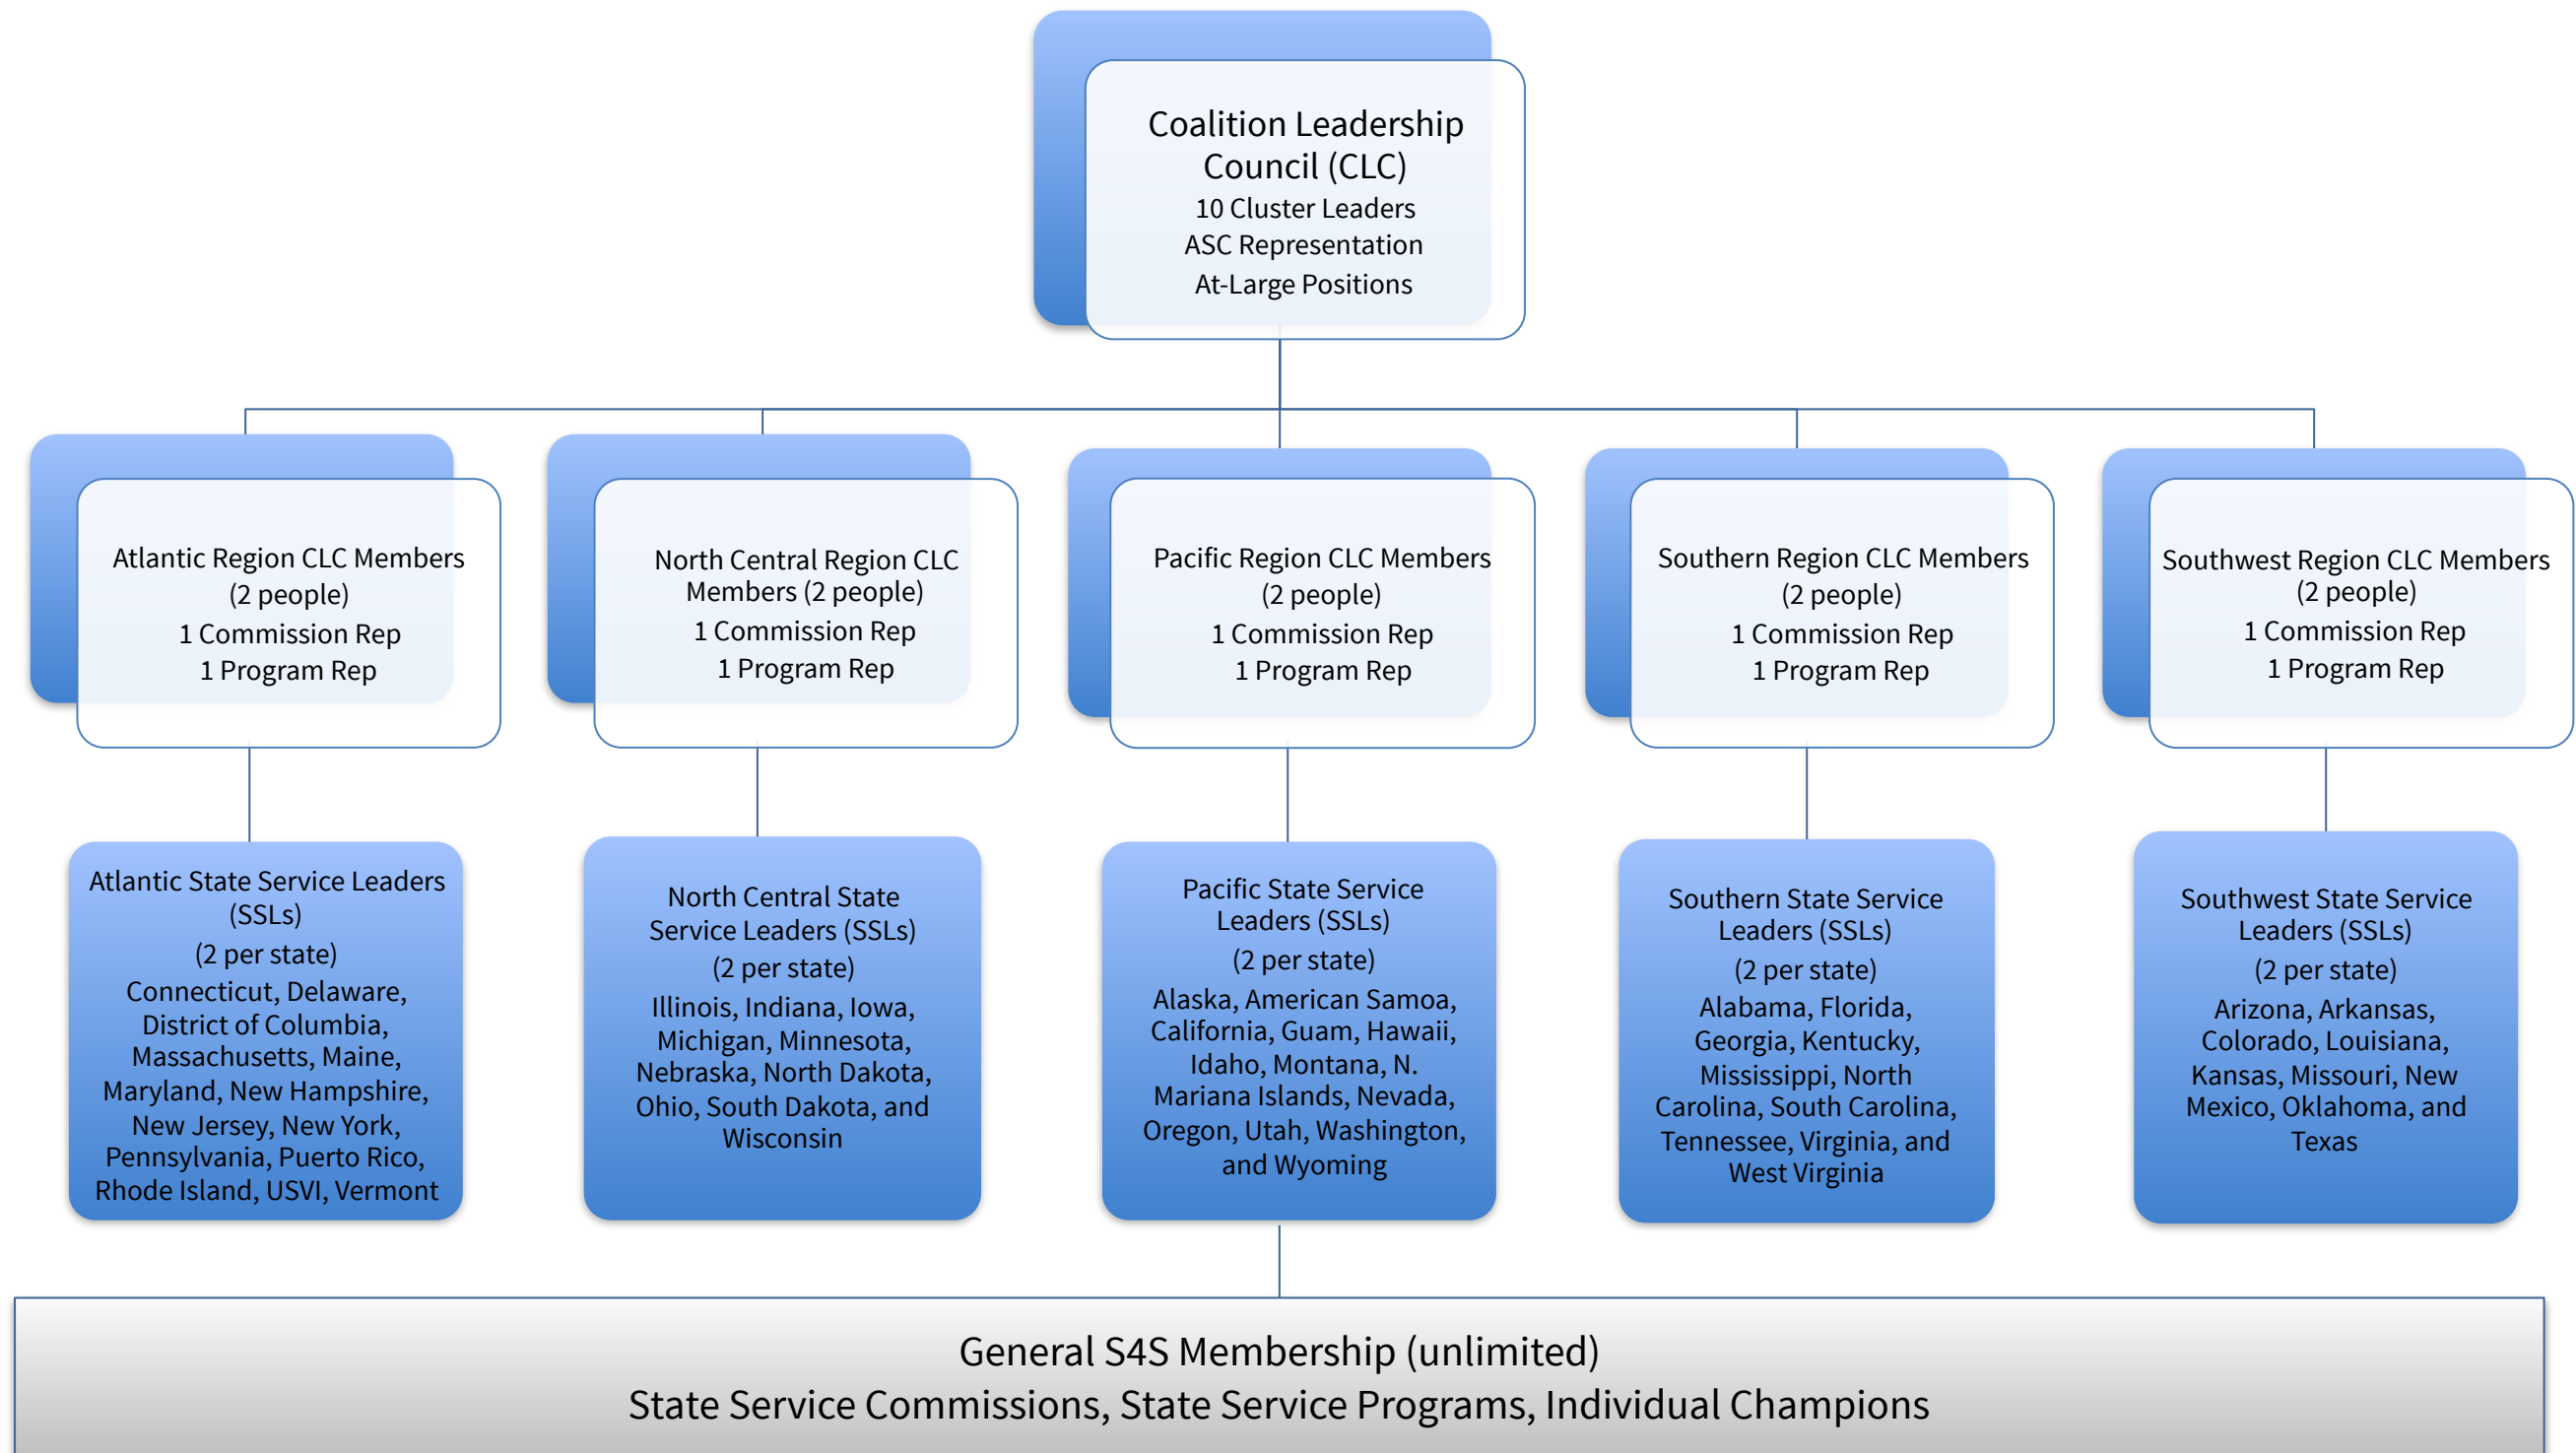 Coalition Leadership
Council (CLC)
10 Cluster Leaders
ASC Representation
At-Large Positions
Atlantic Region CLC Members
(2 people)
1 Commission Rep
1 Program Rep
North Central Region CLC
Members (2 people)
1 Commission Rep
1 Program Rep
Pacific Region CLC Members
(2 people)
1 Commission Rep
1 Program Rep
Southern Region CLC Members
(2 people)
1 Commission Rep
1 Program Rep
Southwest Region CLC Members
(2 people)
1 Commission Rep
1 Program Rep
Atlantic State Service Leaders
(SSLs)
(2 per state)
Connecticut, Delaware,
District of Columbia,
Massachusetts, Maine,
Maryland, New Hampshire,
New Jersey, New York,
Pennsylvania, Puerto Rico,
Rhode Island, USVI, Vermont
North Central State
Service Leaders (SSLs)
(2 per state)
Illinois, Indiana, Iowa,
Michigan, Minnesota,
Nebraska, North Dakota,
Ohio, South Dakota, and
Wisconsin
Pacific State Service
Leaders (SSLs)
(2 per state)
Alaska, American Samoa,
California, Guam, Hawaii,
Idaho, Montana, N.
Mariana Islands, Nevada,
Oregon, Utah, Washington,
and Wyoming
Southern State Service
Leaders (SSLs)
(2 per state)
Alabama, Florida,
Georgia, Kentucky,
Mississippi, North
Carolina, South Carolina,
Tennessee, Virginia, and
West Virginia
Southwest State Service
Leaders (SSLs)
(2 per state)
Arizona, Arkansas,
Colorado, Louisiana,
Kansas, Missouri, New
Mexico, Oklahoma, and
Texas
General S4S Membership (unlimited)
State Service Commissions, State Service Programs, Individual Champions